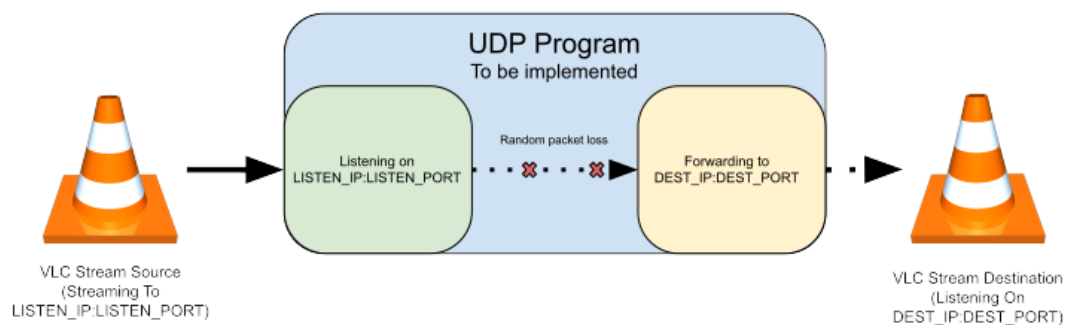 UDP Program
To be implemented
Random packet loss
Listening on
LISTEN_IP:LISTEN_PORT
Forwarding to
DEST_IP:DEST_PORT
VLC Stream Source
(Streaming To
LISTEN_IP:LISTEN_PORT)
VLC Stream Destination
(Listening On
DEST_IP:DEST_PORT)